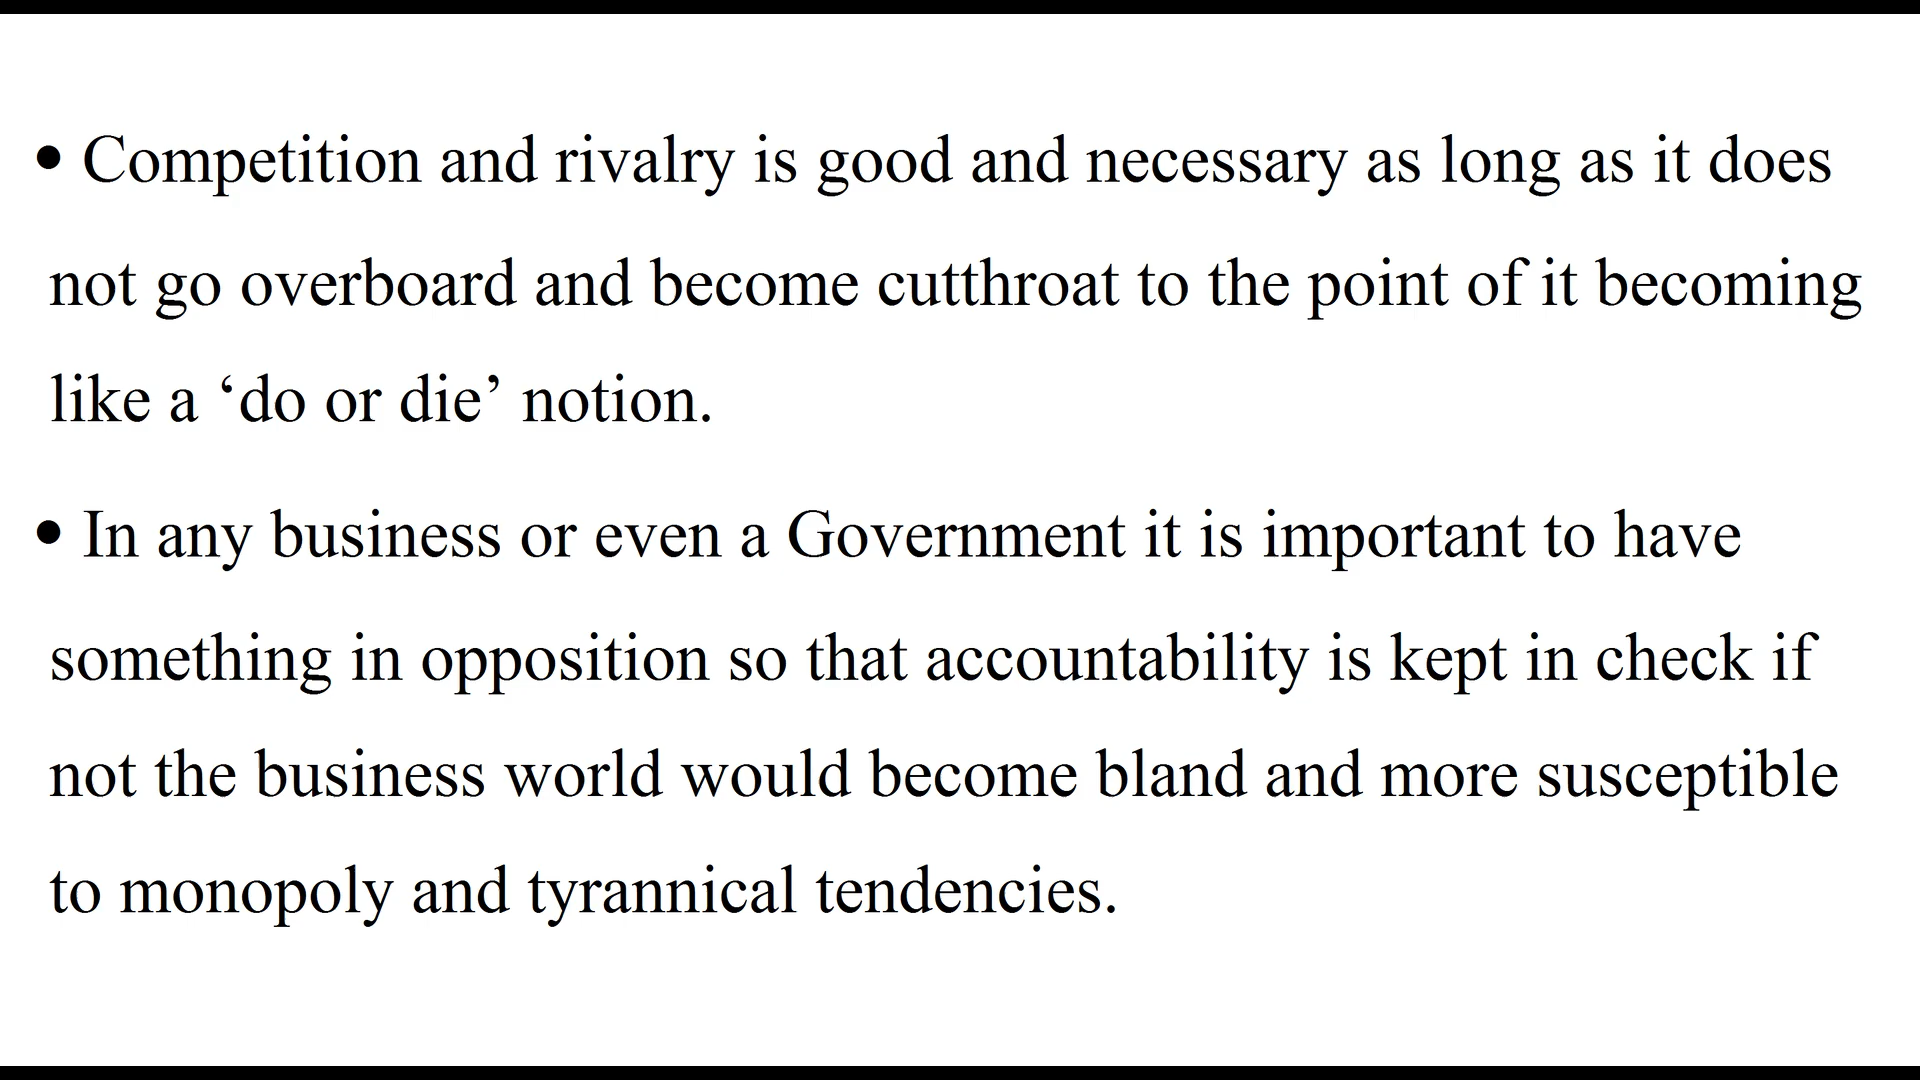 • Competition and rivalry is good and necessary as long as it does
not go overboard and become cutthroat to the point of it becoming
like a ‘do or die’ notion.
• In any business or even a Government it is important to have
something in opposition so that accountability is kept in check if
not the business world would become bland and more susceptible
to monopoly and tyrannical tendencies.